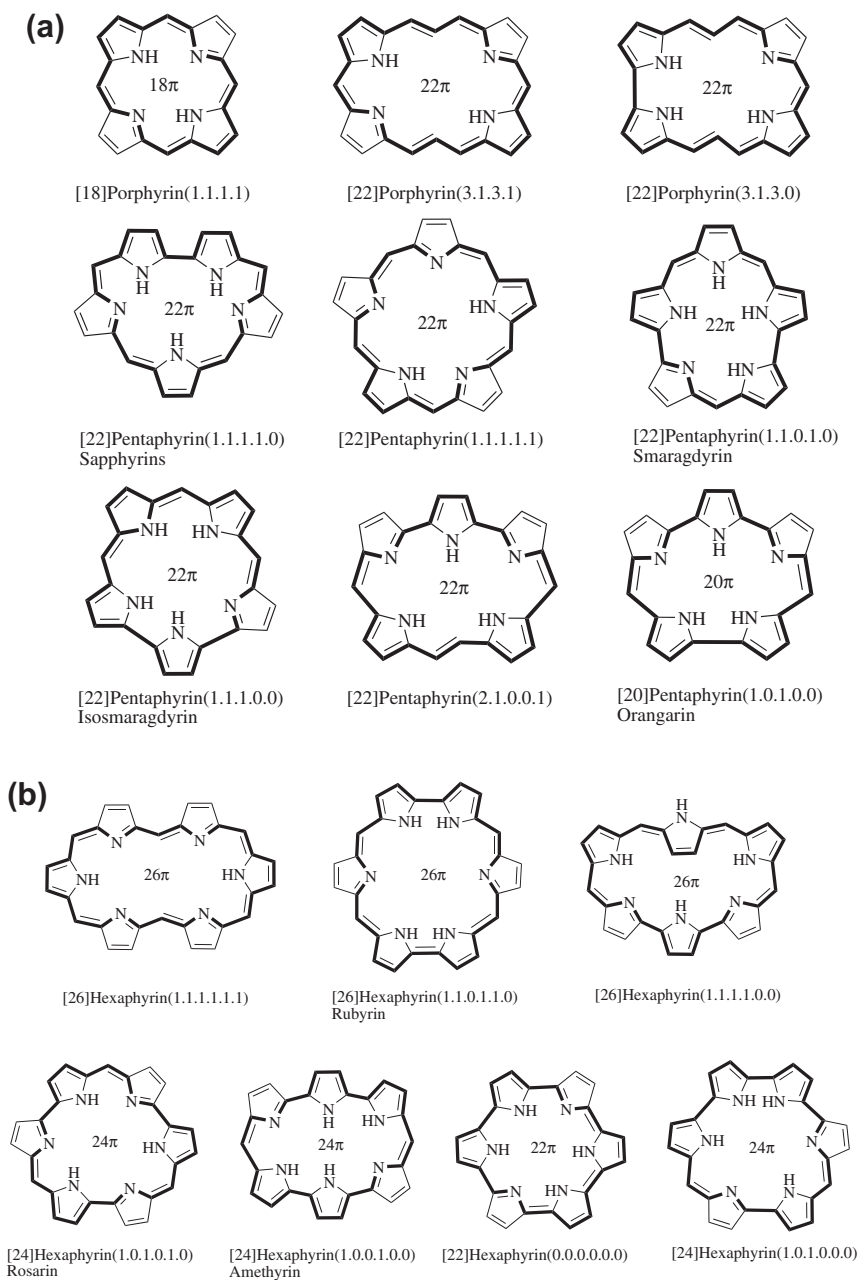 (a)
NH N
18π
N HN
[18]Porphyrin(1.1.1.1)
NH N
22π
N HN
[22]Porphyrin(3.1.3.1)
NH N
22π
NH HN
[22]Porphyrin(3.1.3.0)
N H N H
N 22π N
H N
[22]Pentaphyrin(1.1.1.1.0)
Sapphyrins
N
N HN
22π
NH N
[22]Pentaphyrin(1.1.1.1.1)
N
H
NH HN
22π
N HN
[22]Pentaphyrin(1.1.0.1.0)
Smaragdyrin
NH HN
22π
NH H N N
[22]Pentaphyrin(1.1.1.0.0)
Isosmaragdyrin
N N H N
22π
NH HN
[22]Pentaphyrin(2.1.0.0.1)
N N H N
20π
NH HN
[20]Pentaphyrin(1.0.1.0.0)
Orangarin
(b)
N N
NH 26π HN
N N
[26]Hexaphyrin(1.1.1.1.1.1)
NH HN
N 26π N
NH HN
[26]Hexaphyrin(1.1.0.1.1.0)
Rubyrin
H
N
NH HN
26π
N H N N
[26]Hexaphyrin(1.1.1.1.0.0)
NH N
N 24π HN
H N N
[24]Hexaphyrin(1.0.1.0.1.0)
Rosarin
N N H HN
24π
NH H N N
[24]Hexaphyrin(1.0.0.1.0.0)
Amethyrin
NH N
NH 22π HN
N HN
[22]Hexaphyrin(0.0.0.0.0.0)
NH HN
NH 24π N
N H N
[24]Hexaphyrin(1.0.1.0.0.0)